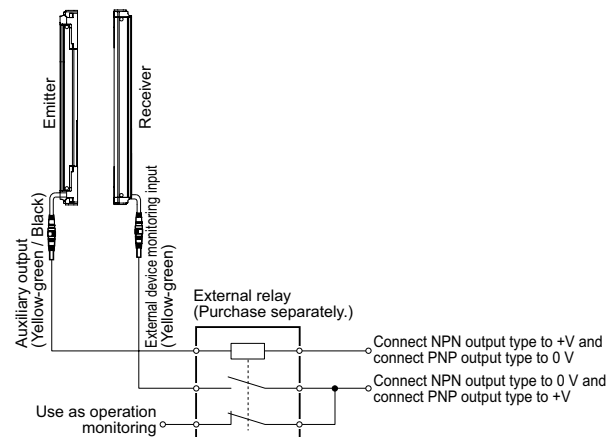 Emitter
Receiver
Auxiliary output
(Yellow-green / Black)
External device monitoring input
(Yellow-green)
External relay
(Purchase separately.)
Connect NPN output type to +V and
connect PNP output type to 0 V
Connect NPN output type to 0 V and
connect PNP output type to +V
Use as operation
monitoring